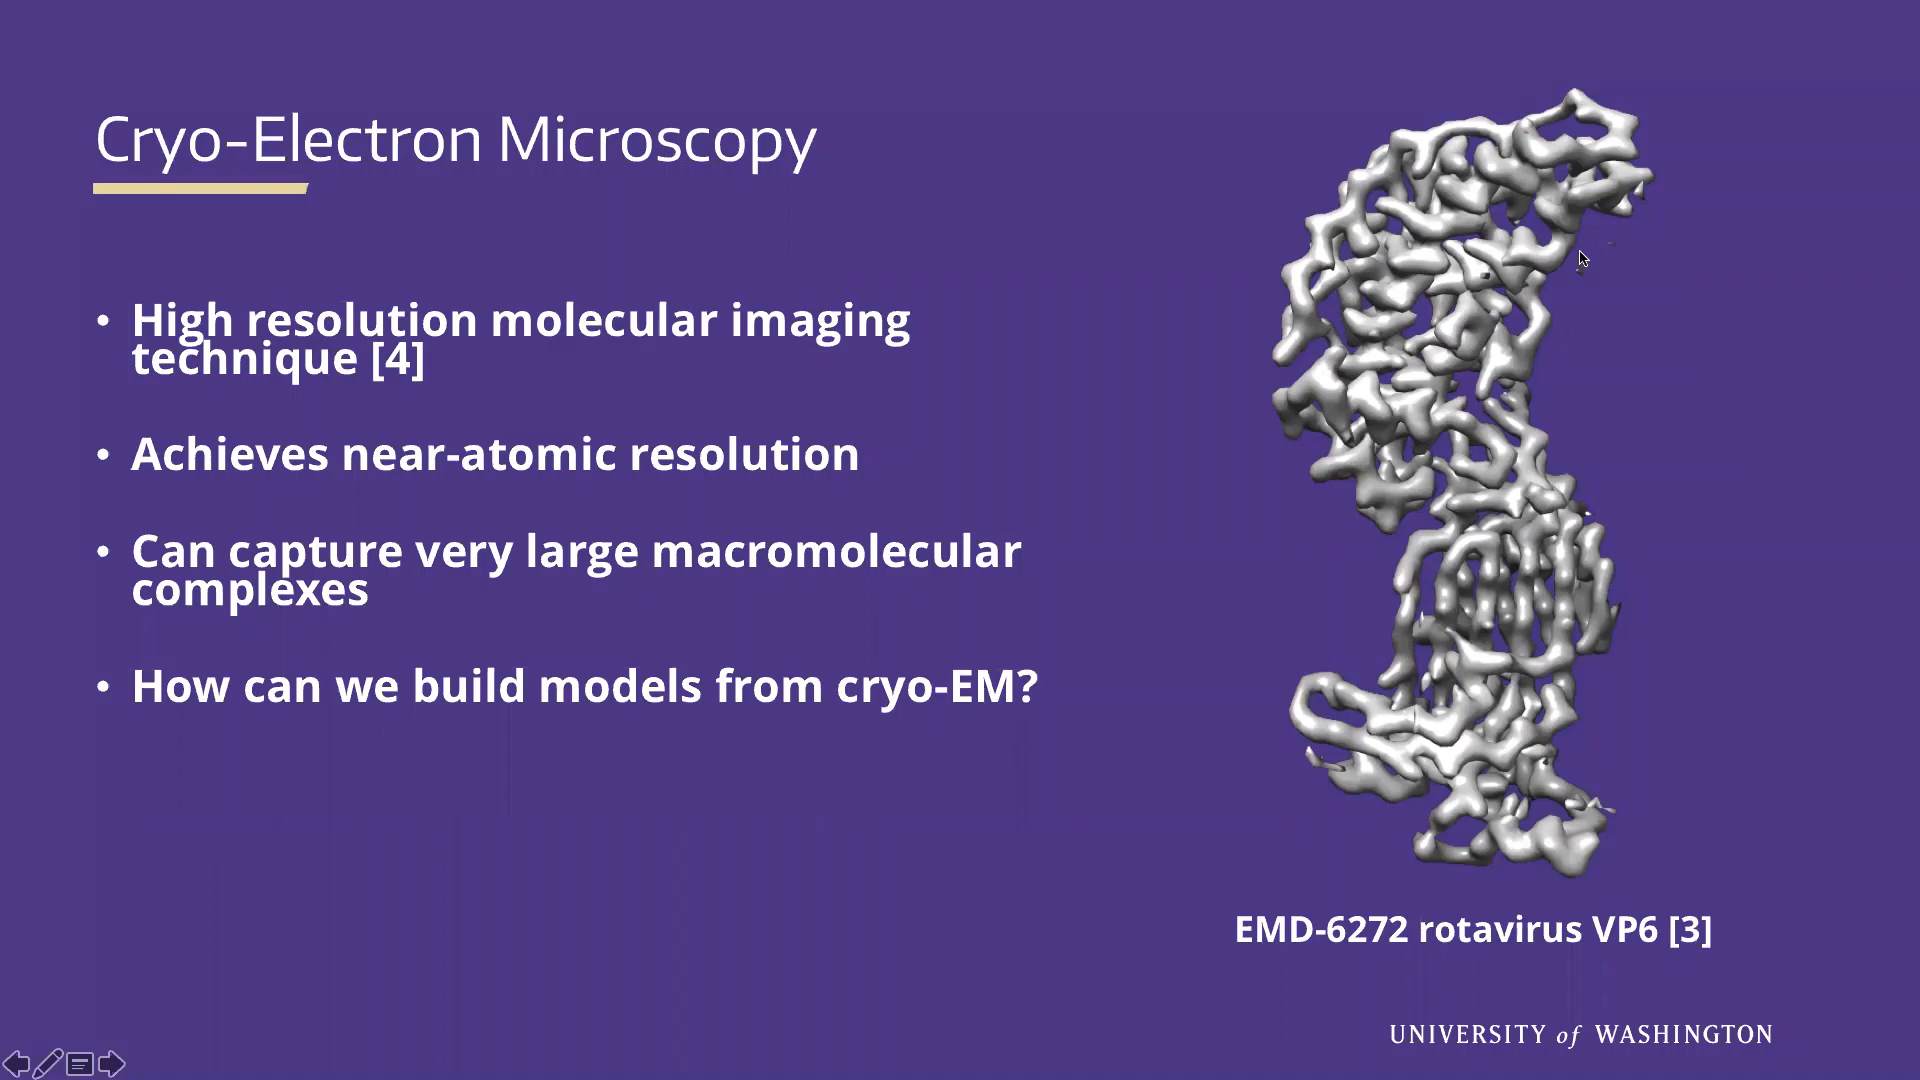 Cryo-Electron Microscopy
• High resolution molecular imaging
technique [4]
• Achieves near-atomic resolution
• Can capture very large macromolecular
complexes
• How can we build models from cryo-EM?
EMD-6272 rotavirus VP6 [3]
UNIVERSITY of WASHINGTON